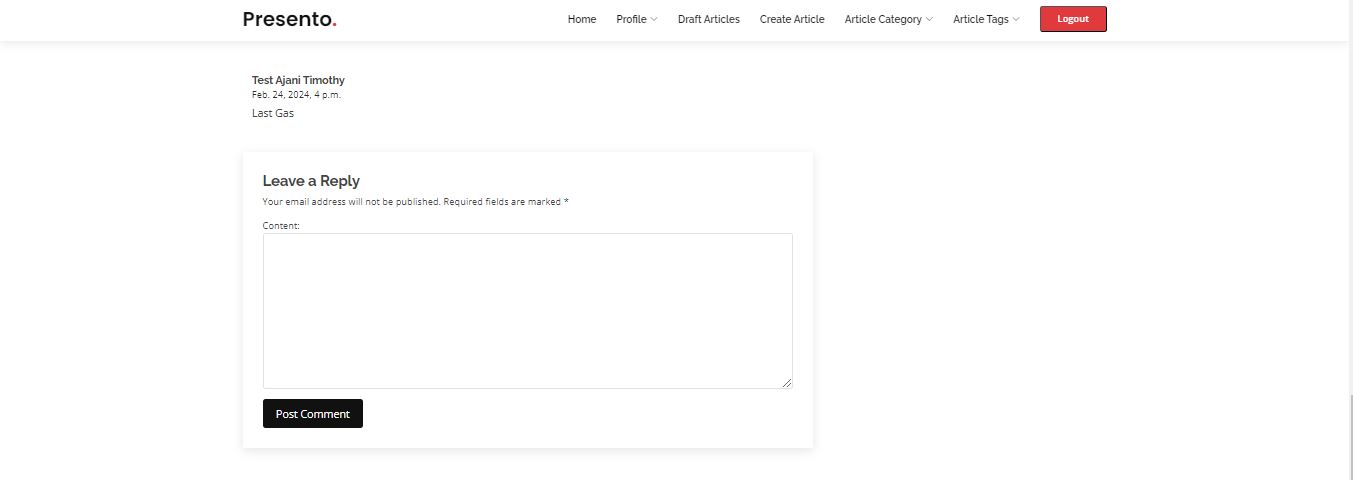 Presento. Home Profile Draft Articles Create Article Article Category Article Tags Logout
Test Ajani Timothy
Feb. 24, 2024, 4 p.m.
Last Gas
Leave a Reply
Your email address will not be published. Required fields are marked *
Content:
Post Comment